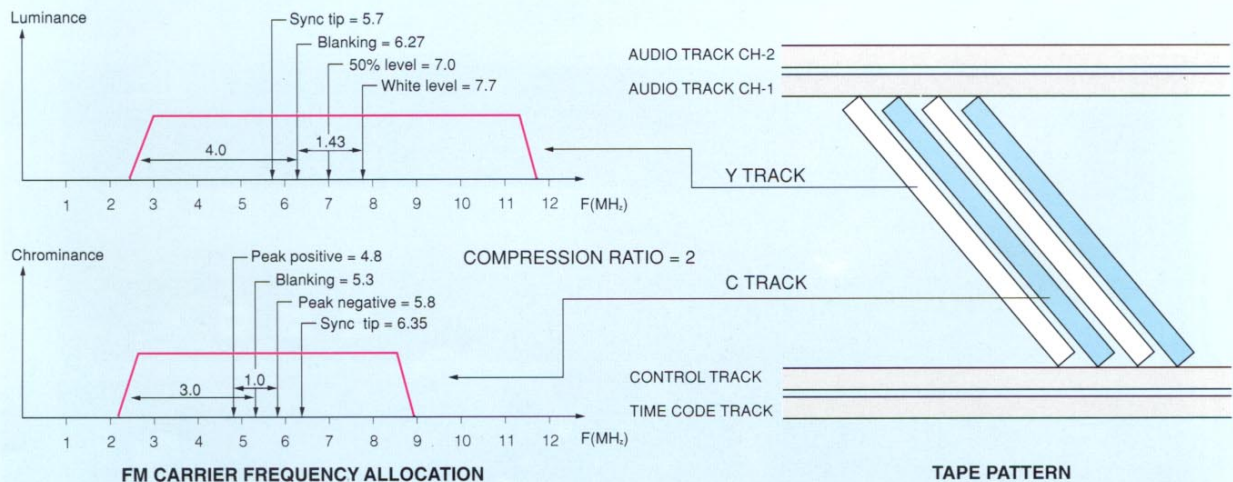 Luminance
Sync tip = 5.7
Blanking = 6.27
50% level = 7.0
White level = 7.7
4.0
1.43
1 2 3 4 5 6 7 8 9 10 11 12 F(MHz)
Chrominance
Peak positive = 4.8
Blanking = 5.3
Peak negative = 5.8
Sync tip = 6.35
3.0
1.0
1 2 3 4 5 6 7 8 9 10 11 12 F(MHz)
FM CARRIER FREQUENCY ALLOCATION
COMPRESSION RATIO = 2
AUDIO TRACK CH-2
AUDIO TRACK CH-1
Y TRACK
C TRACK
CONTROL TRACK
TIME CODE TRACK
TAPE PATTERN